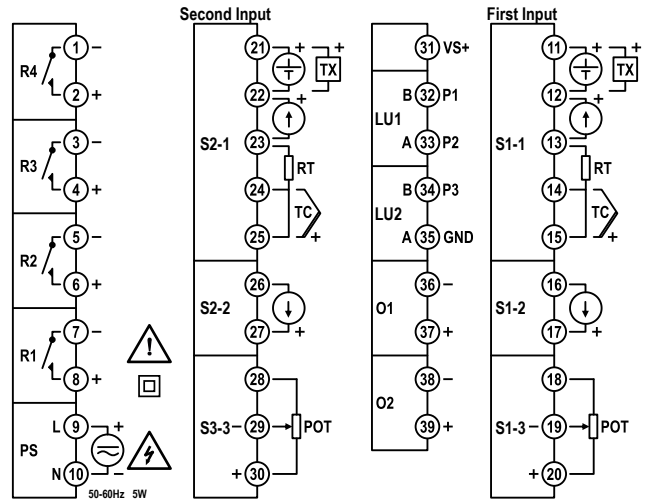 Second Input
First Input
R4
1 −
2 +
R3
3 −
4 +
R2
5 −
6 +
R1
7 −
8 +
PS
L 9 +
N 10 −
50-60Hz 5W
S2-1
21 + +
TX
22 +
23
RT
24
TC
25 +
S2-2
26
27 +
28
S3-3 − 29 POT
+ 30
31 VS+
LU1
B 32 P1
A 33 P2
LU2
B 34 P3
A 35 GND
O1
36 −
37 +
O2
38 −
39 +
S1-1
11 + +
TX
12 +
13
RT
14
TC
15 +
S1-2
16
17 +
18
S1-3 − 19 POT
+ 20